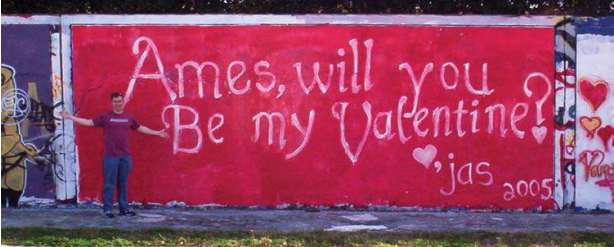 Ames, will you
Be my Valentine?
'jas
2005